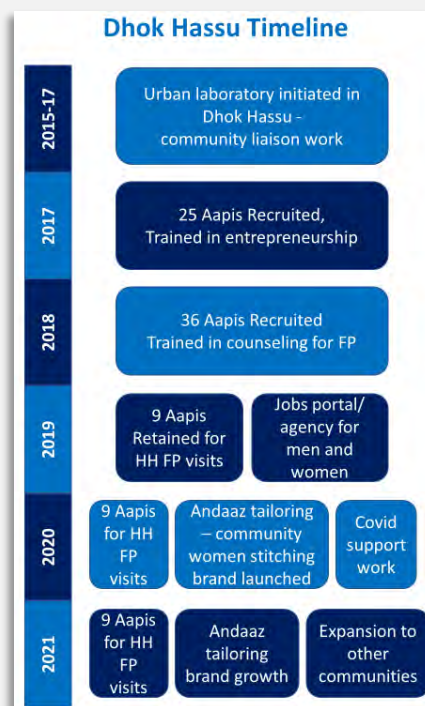 Dhok Hassu Timeline
2015-17
Urban laboratory initiated in
Dhok Hassu -
community liaison work
2017
25 Aapis Recruited,
Trained in entrepreneurship
2018
36 Aapis Recruited
Trained in counseling for FP
2019
9 Aapis
Retained for
HH FP visits
Jobs portal/
agency for
men and
women
2020
9 Aapis
for HH
FP
visits
Andaaz tailoring
– community
women stitching
brand launched
Covid
support
work
2021
9 Aapis
for HH
FP
visits
Andaaz
tailoring
brand growth
Expansion to
other
communities